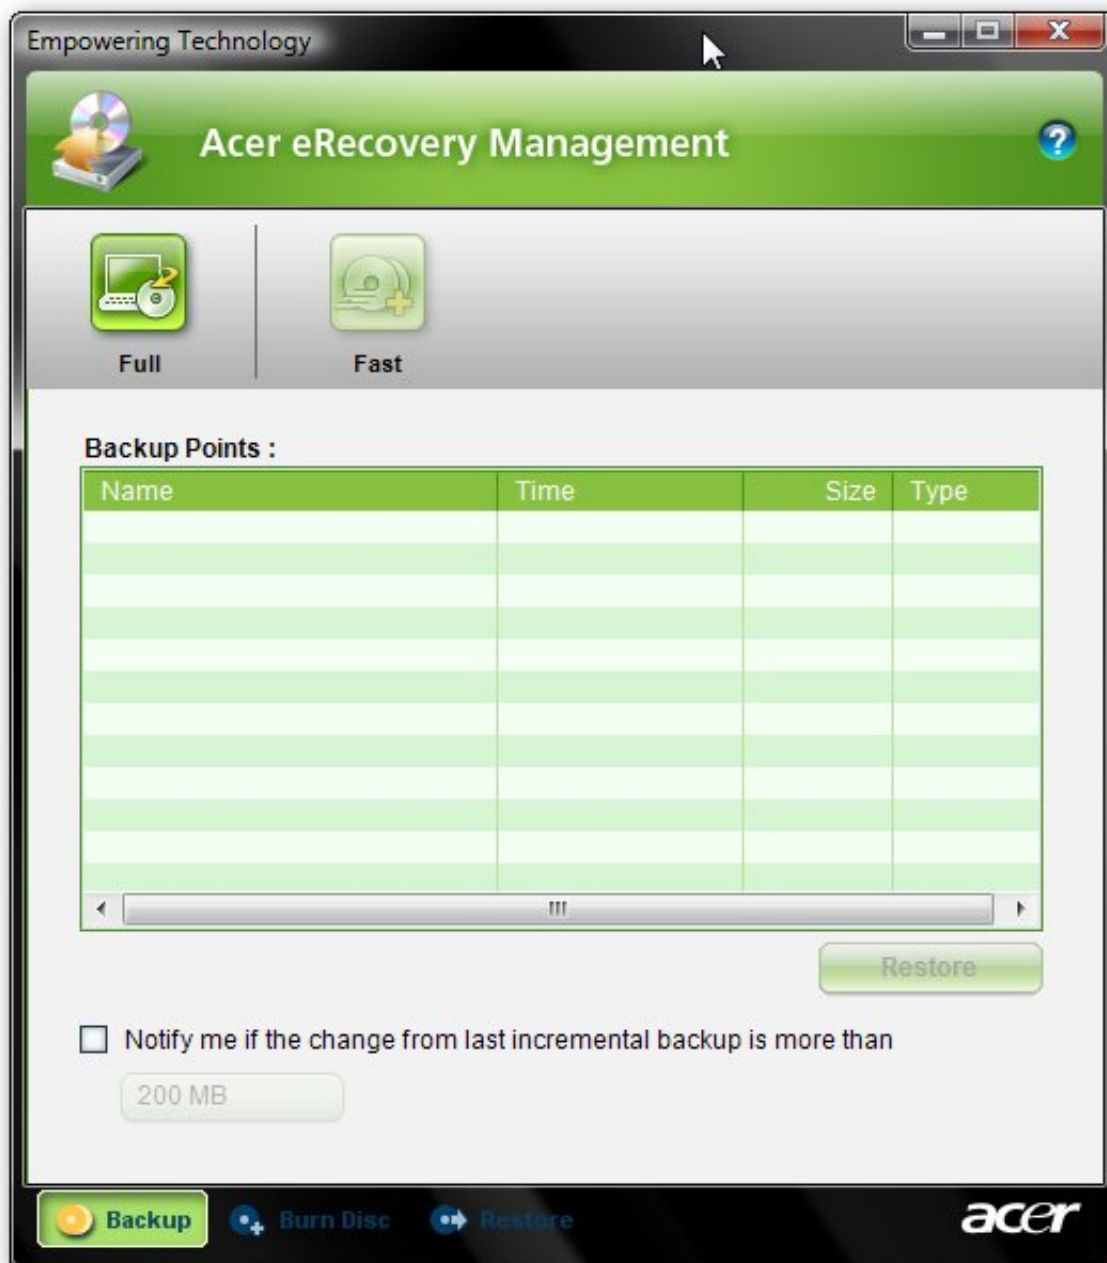 Empowering Technology
Acer eRecovery Management
?
Full Fast
Backup Points :
Name Time Size Type
Restore
Notify me if the change from last incremental backup is more than
200 MB
Backup Burn Disc Restore acer